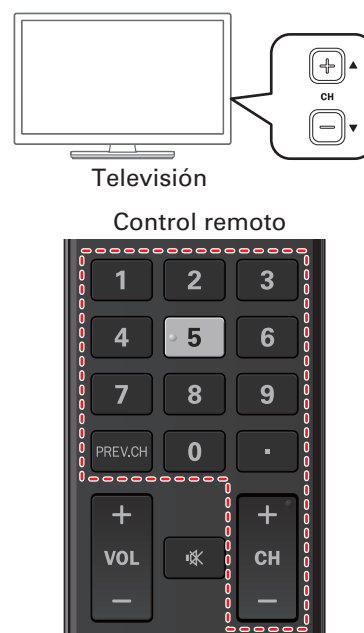 + ▲
CH
− ▼
Televisión
Control remoto
1 2 3
4 5 6
7 8 9
PREV.CH 0 ·
+ +
VOL CH
− −